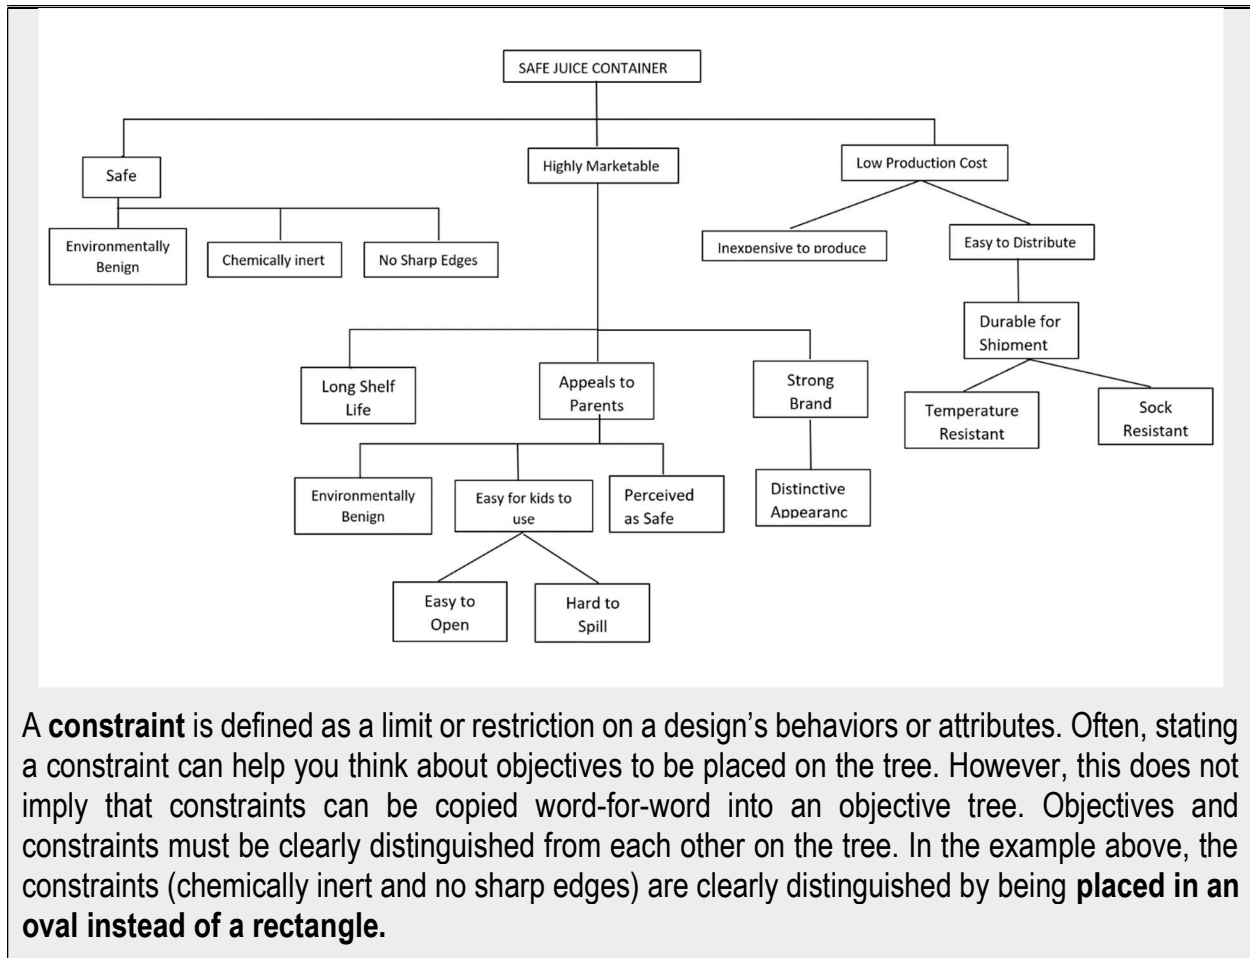 SAFE JUICE CONTAINER
Safe
Highly Marketable
Low Production Cost
Environmentally
Benign
Chemically inert
No Sharp Edges
Inexpensive to produce
Easy to Distribute
Durable for
Shipment
Long Shelf
Life
Appeals to
Parents
Strong
Brand
Temperature
Resistant
Sock
Resistant
Environmentally
Benign
Easy for kids to
use
Perceived
as Safe
Distinctive
Appearanc
Easy to
Open
Hard to
Spill
A constraint is defined as a limit or restriction on a design’s behaviors or attributes. Often, stating
a constraint can help you think about objectives to be placed on the tree. However, this does not
imply that constraints can be copied word-for-word into an objective tree. Objectives and
constraints must be clearly distinguished from each other on the tree. In the example above, the
constraints (chemically inert and no sharp edges) are clearly distinguished by being placed in an
oval instead of a rectangle.